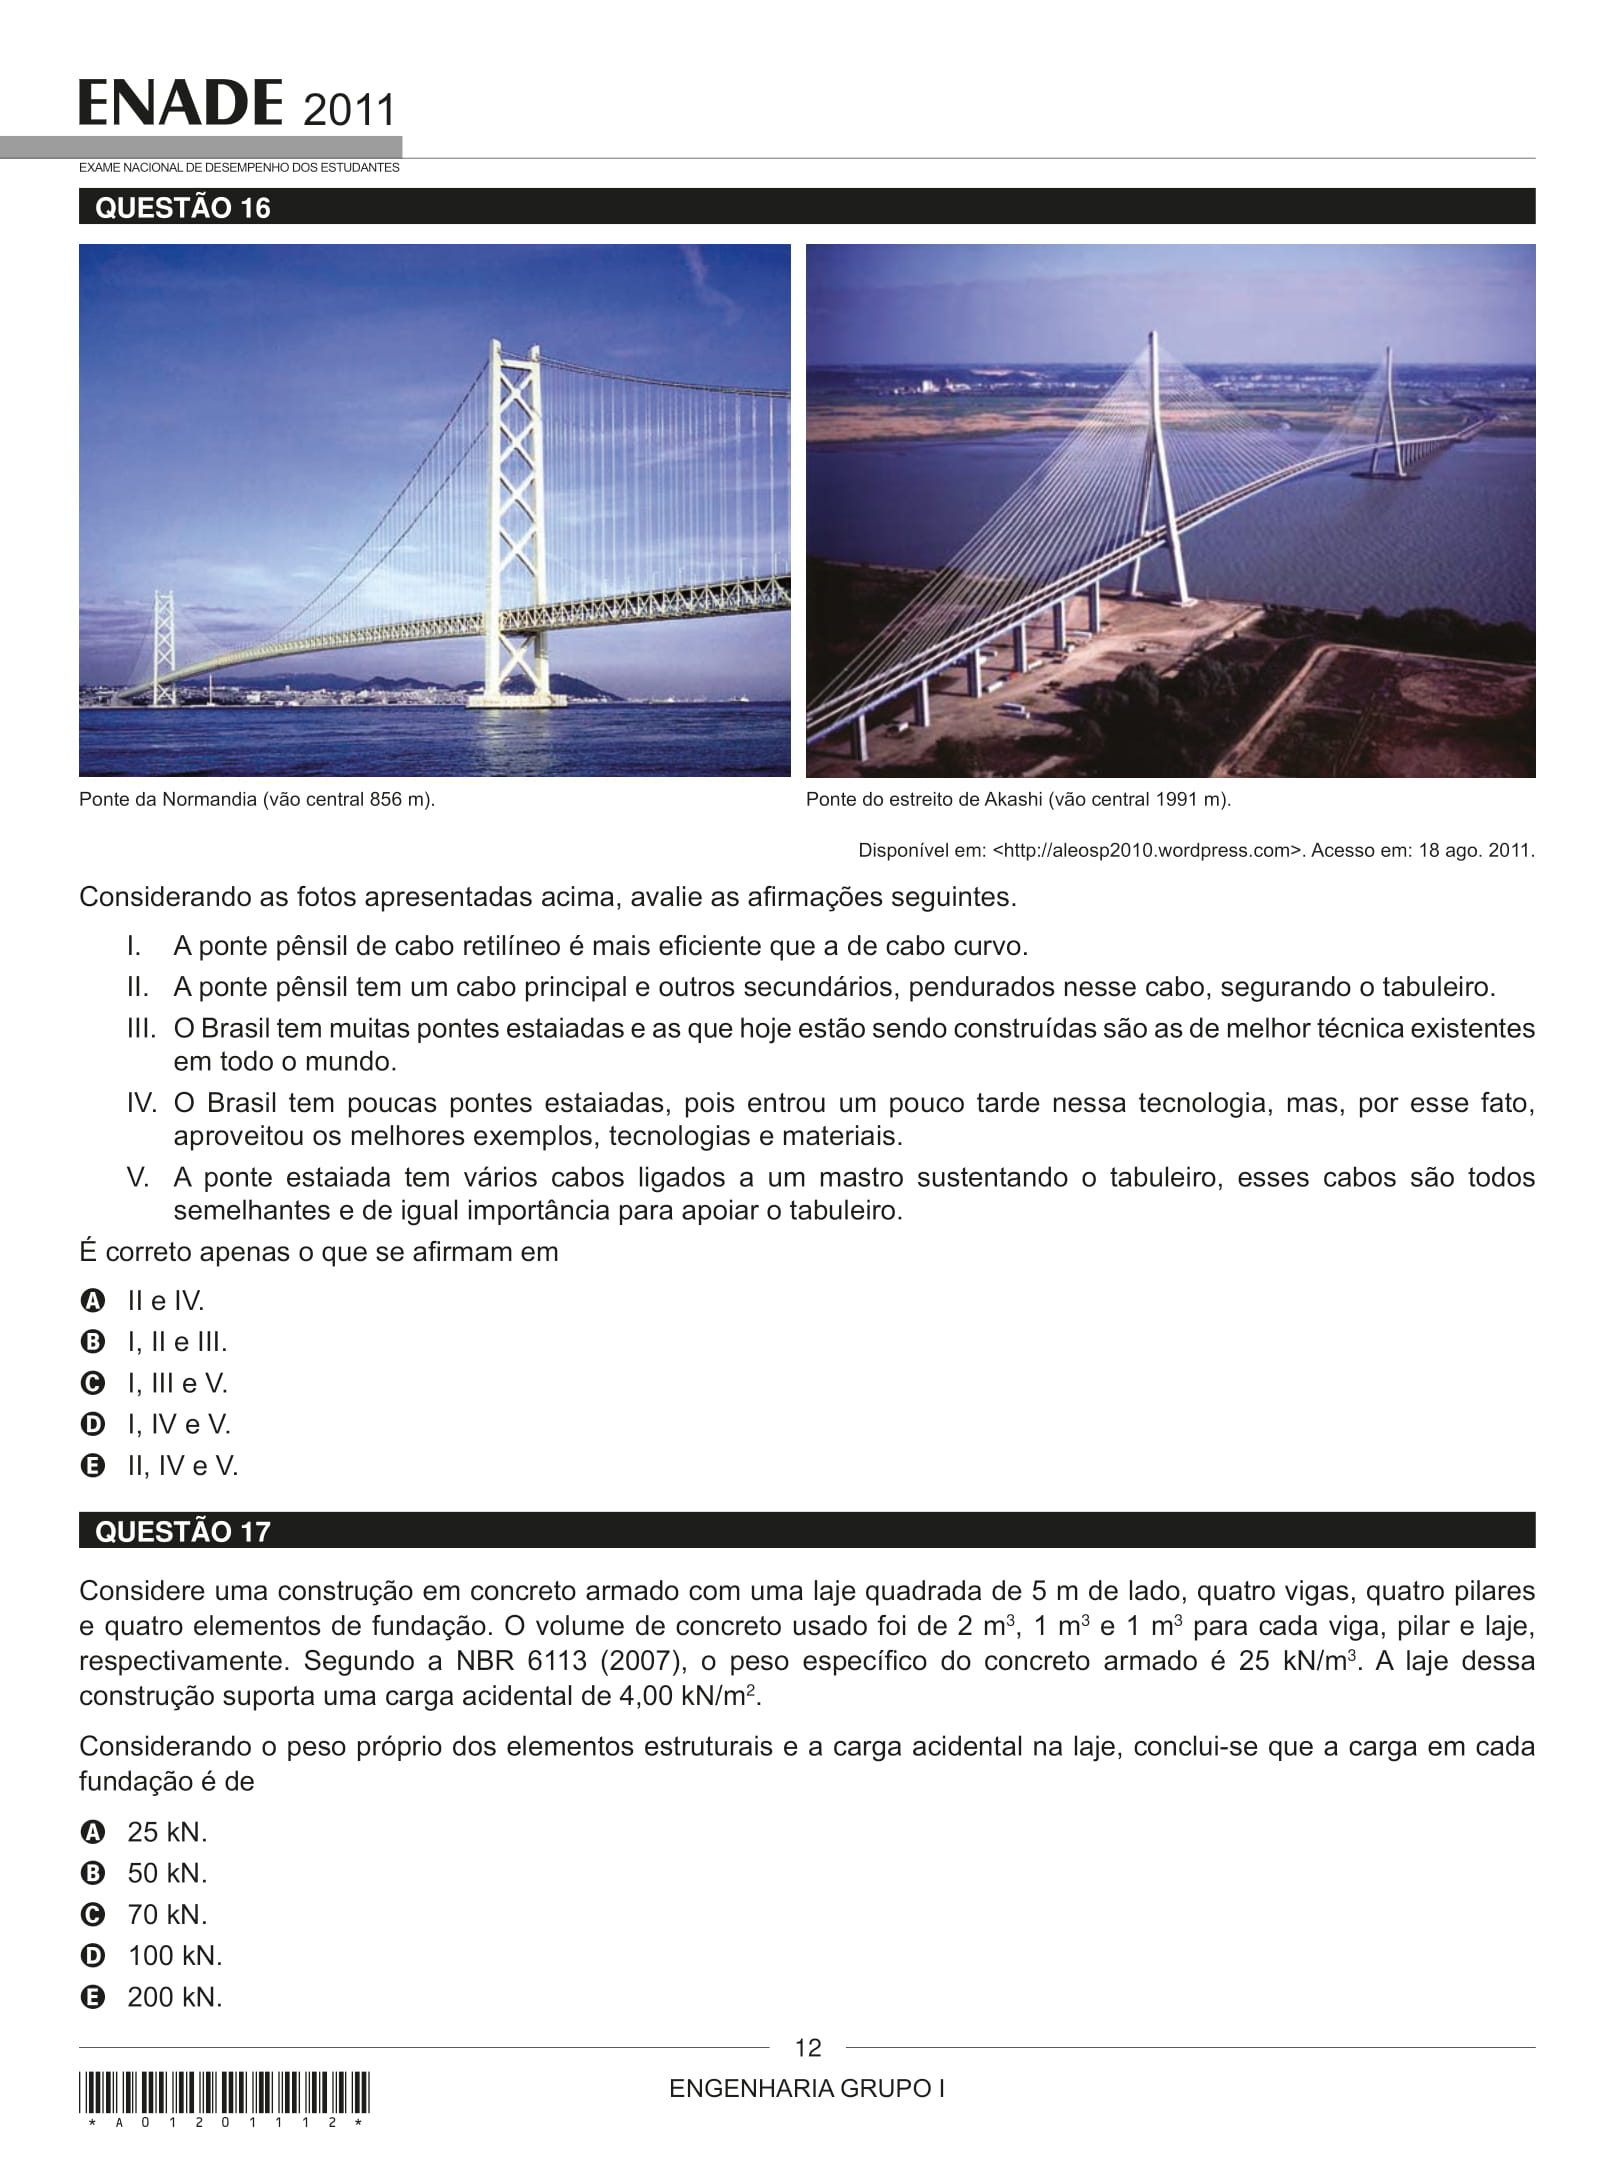 ENADE 2011
EXAME NACIONAL DE DESEMPENHO DOS ESTUDANTES
QUESTÃO 16
Ponte da Normandia (vão central 856 m).
Ponte do estreito de Akashi (vão central 1991 m).
Disponível em: <http://aleosp2010.wordpress.com>. Acesso em: 18 ago. 2011.
Considerando as fotos apresentadas acima, avalie as afirmações seguintes.
I. A ponte pênsil de cabo retilíneo é mais eficiente que a de cabo curvo.
II. A ponte pênsil tem um cabo principal e outros secundários, pendurados nesse cabo, segurando o tabuleiro.
III. O Brasil tem muitas pontes estaiadas e as que hoje estão sendo construídas são as de melhor técnica existentes
em todo o mundo.
IV. O Brasil tem poucas pontes estaiadas, pois entrou um pouco tarde nessa tecnologia, mas, por esse fato,
aproveitou os melhores exemplos, tecnologias e materiais.
V. A ponte estaiada tem vários cabos ligados a um mastro sustentando o tabuleiro, esses cabos são todos
semelhantes e de igual importância para apoiar o tabuleiro.
É correto apenas o que se afirmam em
A II e IV.
B I, II e III.
C I, III e V.
D I, IV e V.
E II, IV e V.
QUESTÃO 17
Considere uma construção em concreto armado com uma laje quadrada de 5 m de lado, quatro vigas, quatro pilares
e quatro elementos de fundação. O volume de concreto usado foi de 2 m³, 1 m³ e 1 m³ para cada viga, pilar e laje,
respectivamente. Segundo a NBR 6113 (2007), o peso específico do concreto armado é 25 kN/m³. A laje dessa
construção suporta uma carga acidental de 4,00 kN/m².
Considerando o peso próprio dos elementos estruturais e a carga acidental na laje, conclui-se que a carga em cada
fundação é de
A 25 kN.
B 50 kN.
C 70 kN.
D 100 kN.
E 200 kN.
12
ENGENHARIA GRUPO I
* A 0 1 2 0 1 1 1 2 *